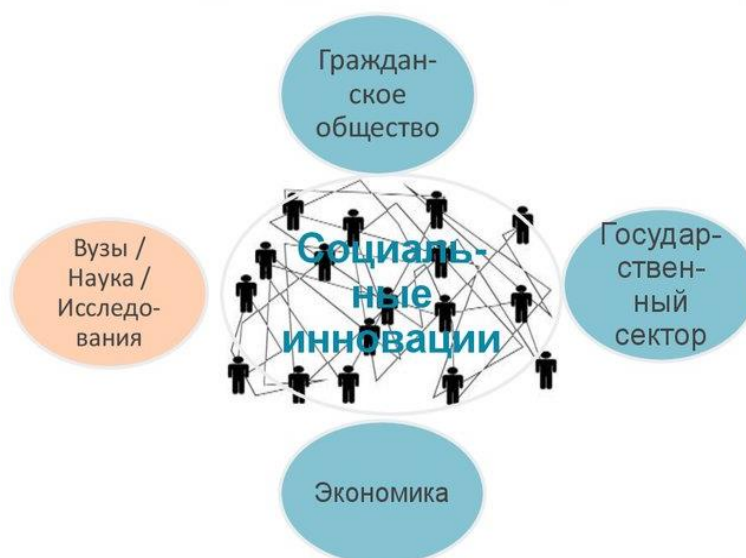 Граждан-
ское
общество
Социаль-
ные
инновации
Вузы /
Наука /
Исследо-
вания
Государ-
ствен-
ный
сектор
Экономика